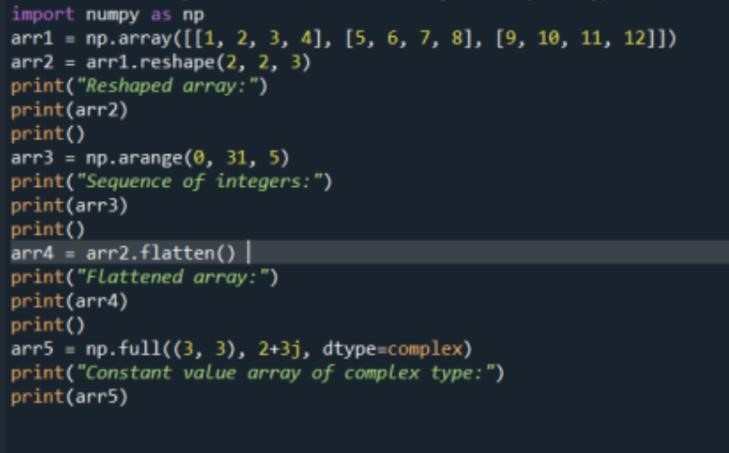 import numpy as np
arr1 = np.array([[1, 2, 3, 4], [5, 6, 7, 8], [9, 10, 11, 12]])
arr2 = arr1.reshape(2, 2, 3)
print("Reshaped array:")
print(arr2)
print()
arr3 = np.arange(0, 31, 5)
print("Sequence of integers:")
print(arr3)
print()
arr4 = arr2.flatten()
print("Flattened array:")
print(arr4)
print()
arr5 = np.full((3, 3), 2+3j, dtype=complex)
print("Constant value array of complex type:")
print(arr5)